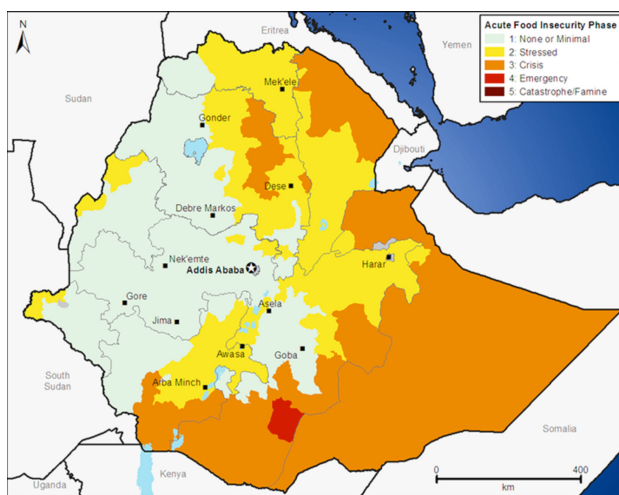 N
Eritrea
Yemen
Sudan
Mek'ele
Gonder
Djibouti
Dese
Debre Markos
Nek'emte
Addis Ababa
Harar
Gore
Asela
Jima
Awasa
Goba
South
Sudan
Arba Minch
Somalia
Kenya
Uganda
Acute Food Insecurity Phase
1: None or Minimal
2: Stressed
3: Crisis
4: Emergency
5: Catastrophe/Famine
0 400
km